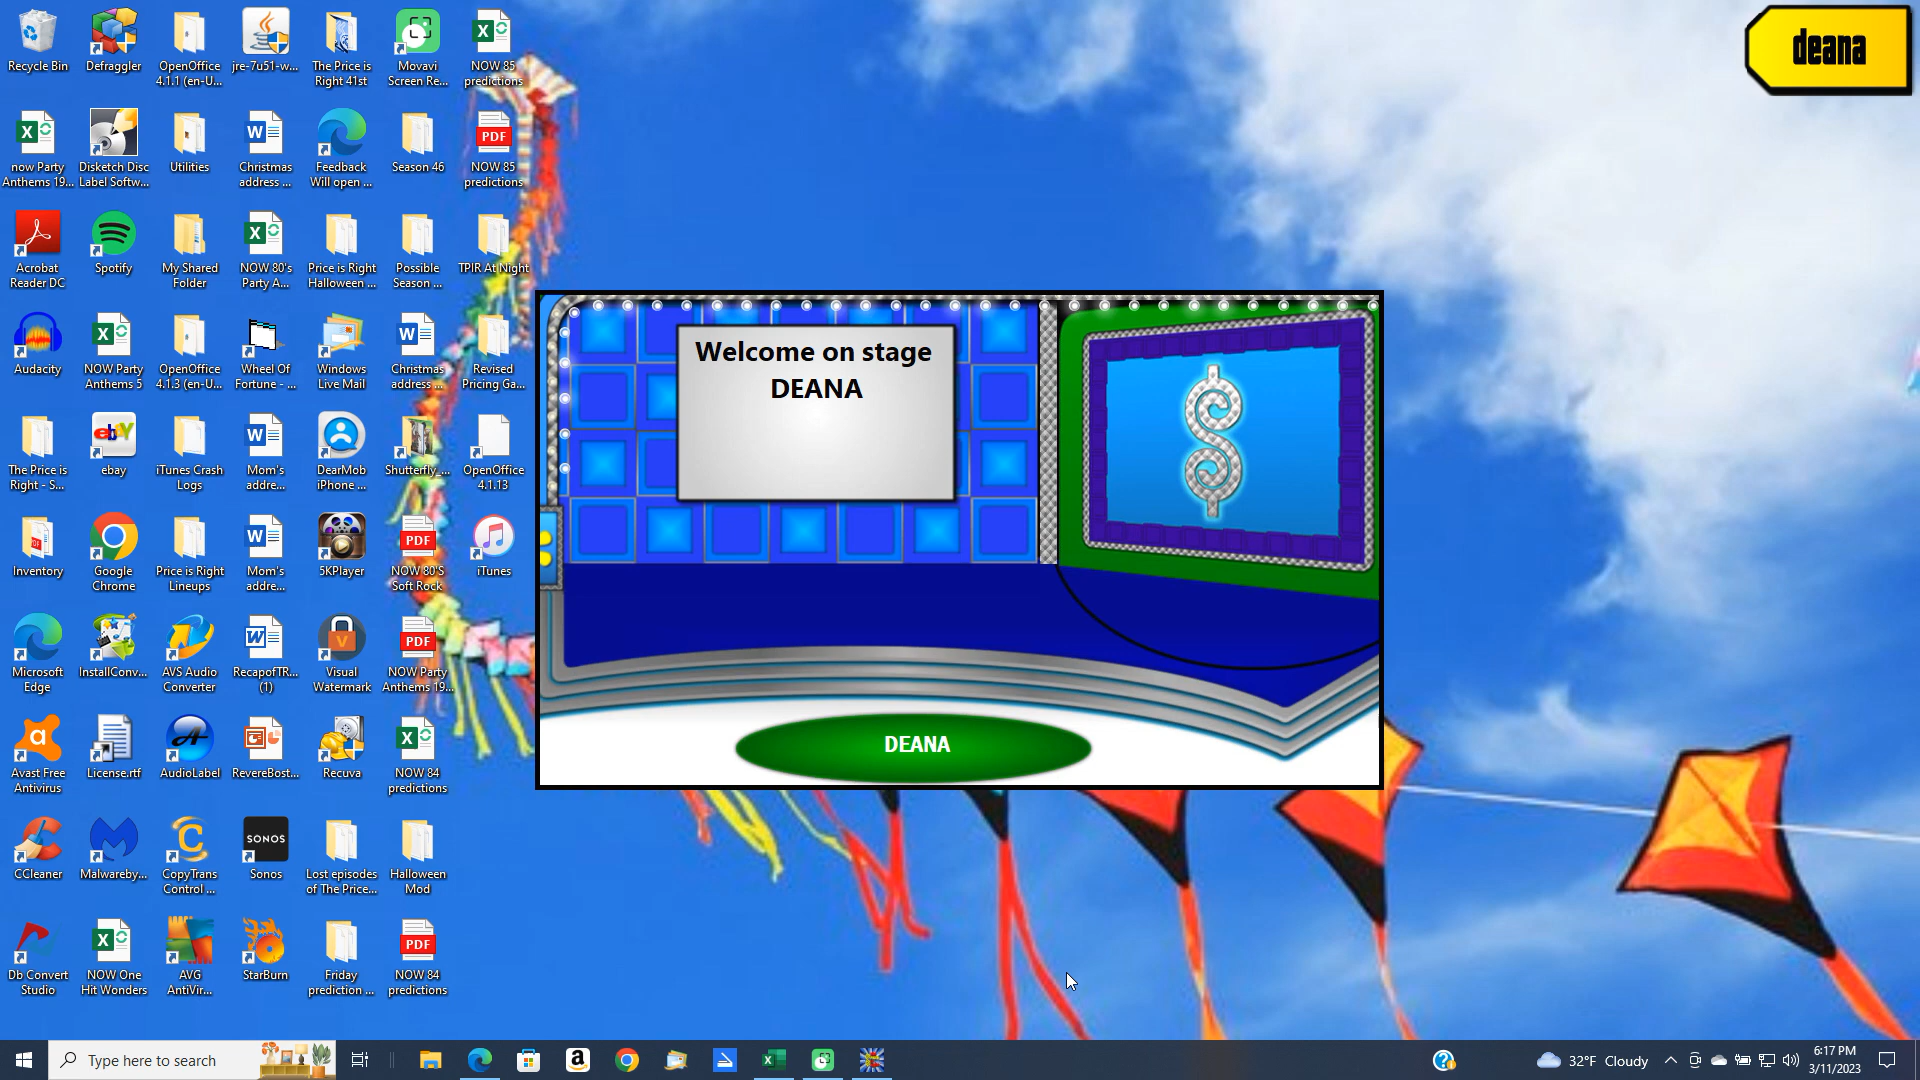 Recycle Bin
Defraggler
OpenOffice
4.1.1 (en-U...
jre-7u51-w...
The Price is
Right 41st
Movavi
Screen Re...
NOW 85
predictions
deana
now Party
Anthems 19...
Disketch Disc
Label Softw...
Utilities
Christmas
address ...
Feedback
Will open ...
Season 46
PDF
NOW 85
predictions
Acrobat
Reader DC
Spotify
My Shared
Folder
NOW 80's
Party A...
Price is Right
Halloween ...
Possible
Season ...
TPIR At Night
Audacity
NOW Party
Anthems 5
OpenOffice
4.1.3 (en-U...
Wheel Of
Fortune - ...
Windows
Live Mail
Christmas
address ...
Revised
Pricing Ga...
Welcome on stage
DEANA
ebay
The Price is
Right - S...
ebay
iTunes Crash
Logs
Mom's
addre...
DearMob
iPhone ...
Shutterfly_...
OpenOffice
4.1.13
Inventory
Google
Chrome
Price is Right
Lineups
Mom's
addre...
5KPlayer
PDF
NOW 80'S
Soft Rock
iTunes
Microsoft
Edge
InstallConv...
AVS Audio
Converter
RecapofTR...
(1)
Visual
Watermark
PDF
NOW Party
Anthems 19...
DEANA
Avast Free
Antivirus
License.rtf
AudioLabel
RevereBost...
Recuva
NOW 84
predictions
CCleaner
Malwareby...
CopyTrans
Control ...
SONOS
Sonos
Lost episodes
of The Price...
Halloween
Mod
Db Convert
Studio
NOW One
Hit Wonders
AVG
AntiVir...
StarBurn
Friday
prediction ...
PDF
NOW 84
predictions
Type here to search
32°F Cloudy
6:17 PM
3/11/2023